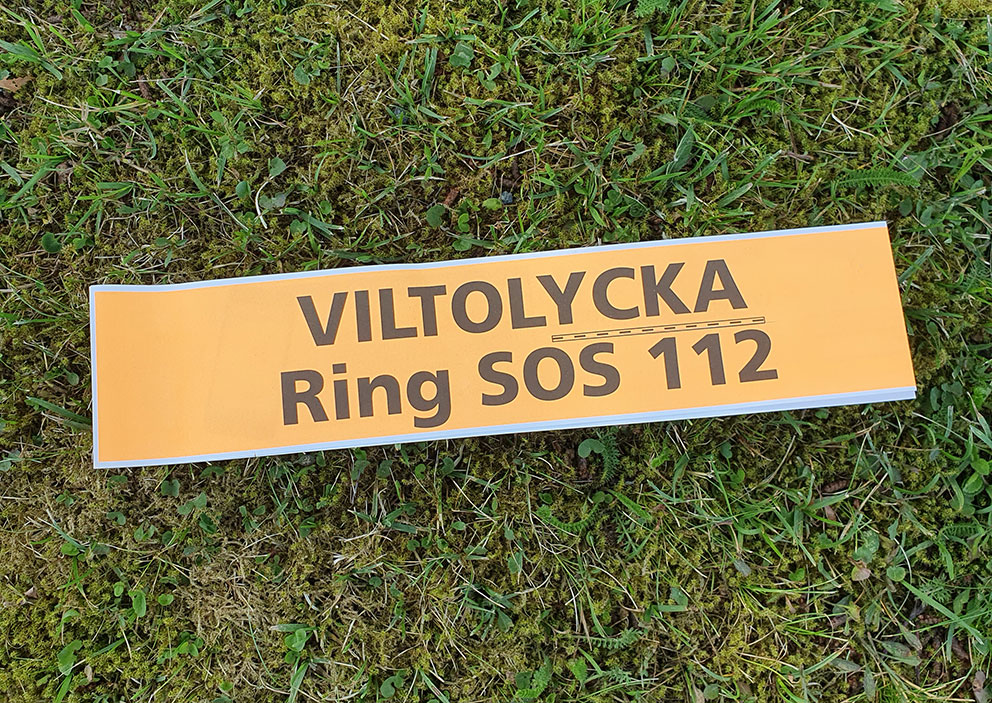 VILTOLYCKA
Ring SOS 112